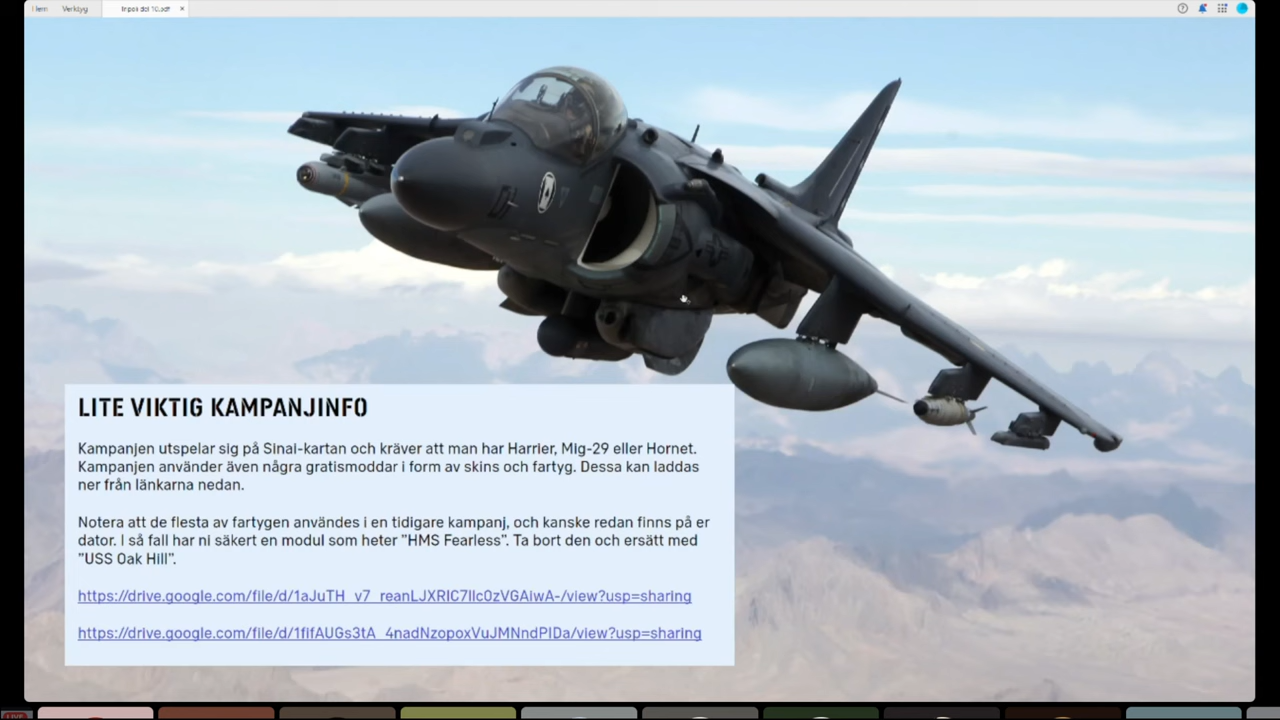 Hem Verktyg
LITE VIKTIG KAMPANJINFO
Kampanjen utspelar sig på Sinai-kartan och kräver att man har Harrier, Mig-29 eller Hornet.
Kampanjen använder även några gratismoddar i form av skins och fartyg. Dessa kan laddas
ner från länkarna nedan.
Notera att de flesta av fartygen användes i en tidigare kampanj, och kanske redan finns på er
dator. I så fall har ni säkert en modul som heter "HMS Fearless". Ta bort den och ersätt med
"USS Oak Hill".
https://drive.google.com/file/d/1aJuTH_v7_reanLJXRIC7IIc0zVGAiwA-/view?usp=sharing
https://drive.google.com/file/d/1fIfAUGs3tA_4nadNzopoxVuJMNndPIDa/view?usp=sharing
LIVE